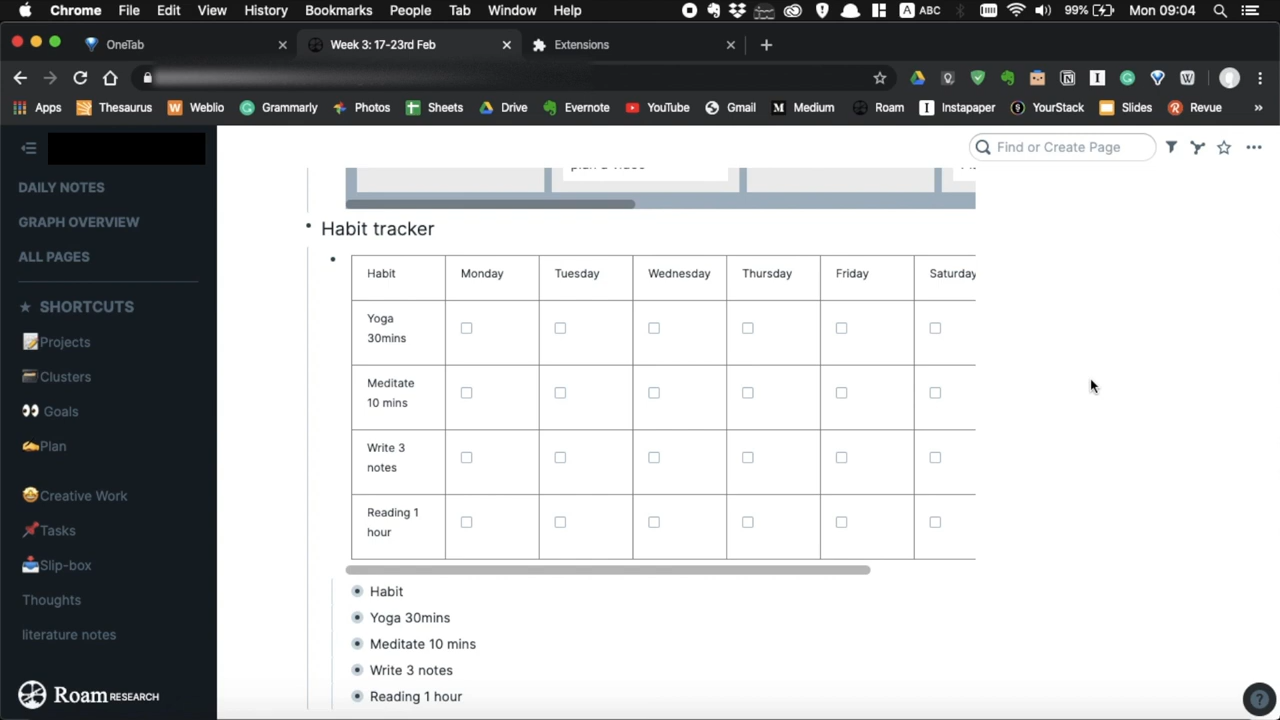 Chrome File Edit View History Bookmarks People Tab Window Help A ABC 99% Mon 09:04
OneTab Week 3: 17-23rd Feb Extensions
Apps Thesaurus Weblio Grammarly Photos Sheets Drive Evernote YouTube Gmail Medium Roam Instapaper YourStack Slides Revue »
Find or Create Page
DAILY NOTES
GRAPH OVERVIEW
ALL PAGES
SHORTCUTS
Projects
Clusters
Goals
Plan
Creative Work
Tasks
Slip-box
Thoughts
literature notes
Roam RESEARCH
Habit tracker
Habit Monday Tuesday Wednesday Thursday Friday Saturday
Yoga
30mins
Meditate
10 mins
Write 3
notes
Reading 1
hour
Habit
Yoga 30mins
Meditate 10 mins
Write 3 notes
Reading 1 hour